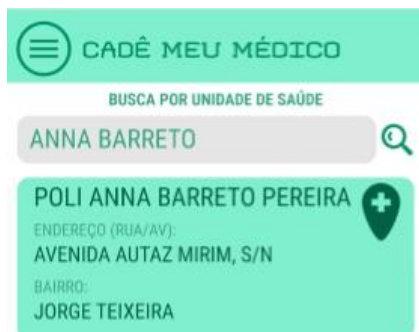 CADÊ MEU MÉDICO
BUSCA POR UNIDADE DE SAÚDE
ANNA BARRETO
POLI ANNA BARRETO PEREIRA
ENDEREÇO (RUA/AV):
AVENIDA AUTAZ MIRIM, S/N
BAIRRO:
JORGE TEIXEIRA